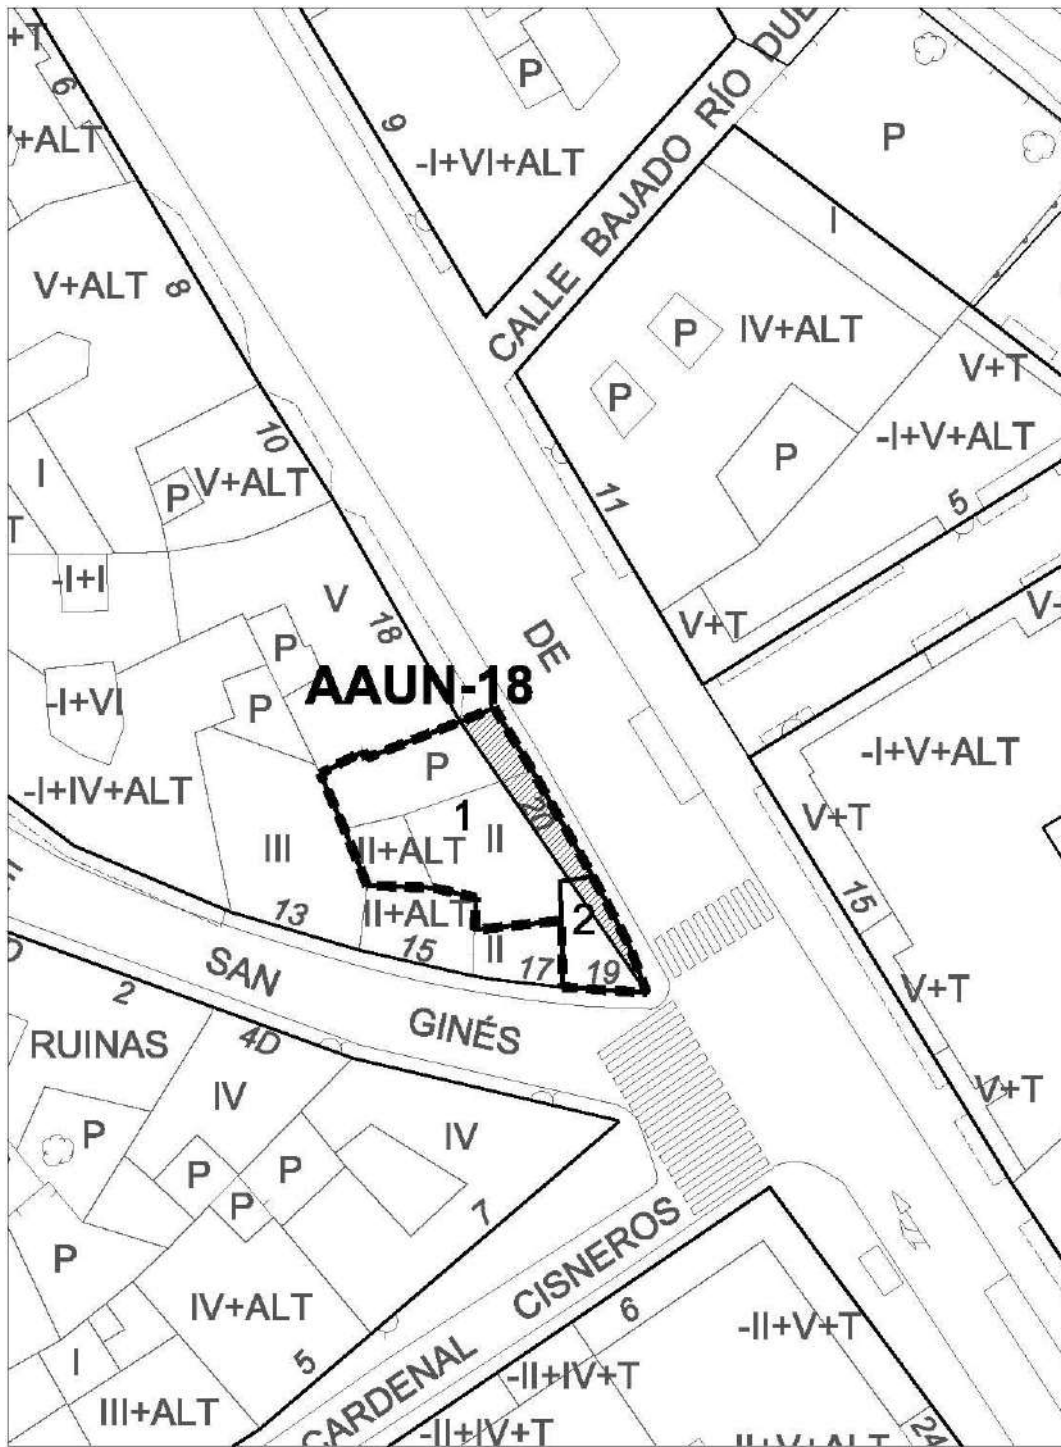 +T
6
P
CALLE BAJADO RÍO
9
P
-I+VI+ALT
I
V+ALT
8
P
IV+ALT
V+T
P
-I+V+ALT
10
P
V+ALT
I
P
11
5
T
-I+I
V
18
V+T
DE
P
AAUN-18
P
-I+VI
-I+V+ALT
P
-I+IV+ALT
1
20
V+T
III
II+ALT
II
15
II+ALT
2
13
15
II
17
19
V+T
SAN
2
GINÉS
RUINAS
4D
V+T
IV
P
IV
P
P
P
7
P
CARDENAL CISNEROS
IV+ALT
6
-II+V+T
5
I
-II+IV+T
III+ALT
-II+IV+T
24